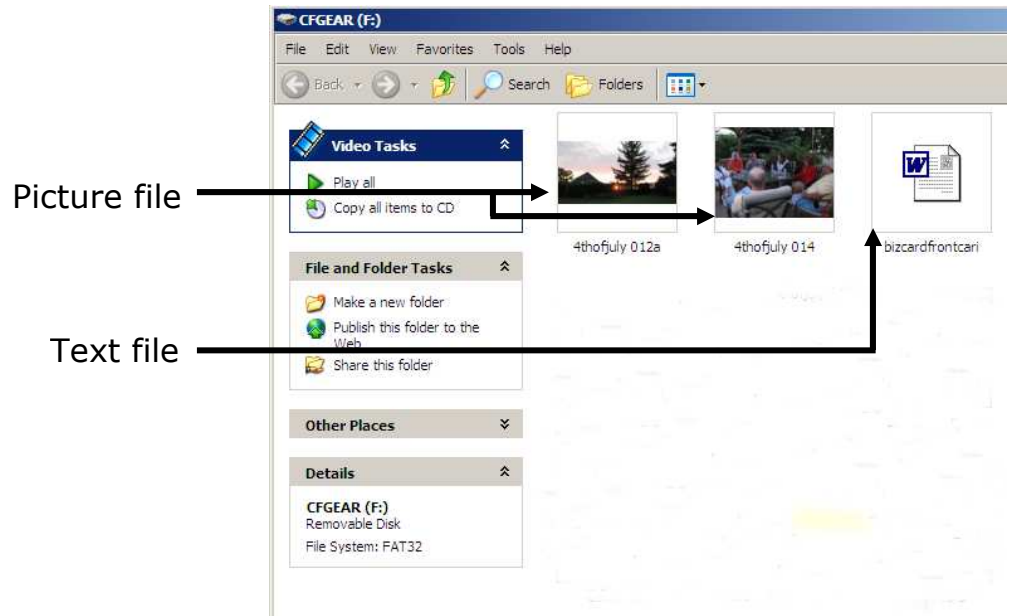 CFGEAR (F:)
File Edit View Favorites Tools Help
Back Search Folders
Video Tasks
Play all
Copy all items to CD
Picture file
4thofjuly 012a 4thofjuly 014 bizcardfrontcari
File and Folder Tasks
Make a new folder
Publish this folder to the
Web
Text file
Share this folder
Other Places
Details
CFGEAR (F:)
Removable Disk
File System: FAT32